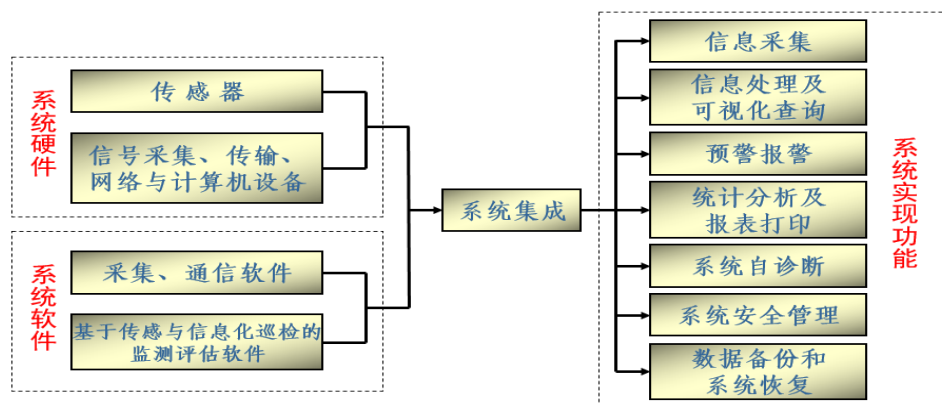 系统硬件
传感器
信号采集、传输、
网络与计算机设备
系统软件
采集、通信软件
基于传感与信息化巡检的
监测评估软件
系统集成
信息采集
信息处理及
可视化查询
预警报警
统计分析及
报表打印
系统自诊断
系统安全管理
数据备份和
系统恢复
系统实现功能